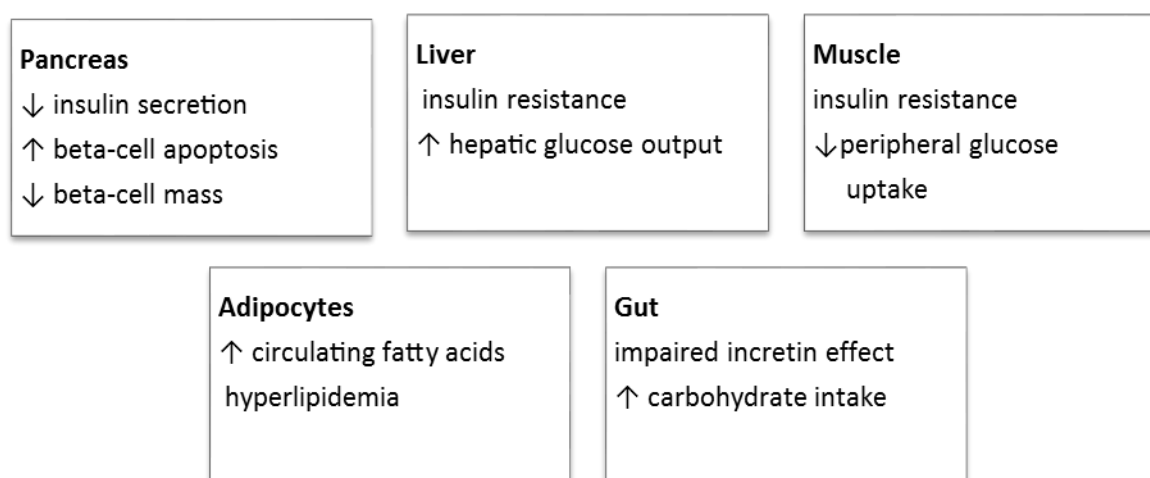 Pancreas
↓ insulin secretion
↑ beta-cell apoptosis
↓ beta-cell mass
Liver
insulin resistance
↑ hepatic glucose output
Muscle
insulin resistance
↓peripheral glucose
uptake
Adipocytes
↑ circulating fatty acids
hyperlipidemia
Gut
impaired incretin effect
↑ carbohydrate intake